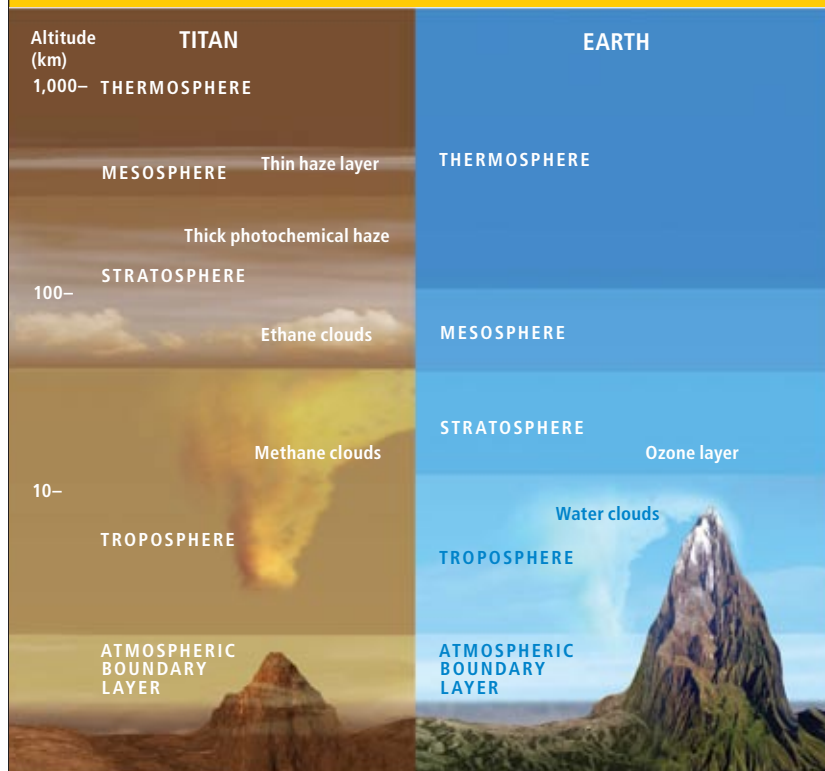 Altitude
(km)
TITAN
1,000–
THERMOSPHERE
MESOSPHERE
Thin haze layer
Thick photochemical haze
STRATOSPHERE
100–
Ethane clouds
Methane clouds
10–
TROPOSPHERE
ATMOSPHERIC
BOUNDARY
LAYER
EARTH
THERMOSPHERE
MESOSPHERE
STRATOSPHERE
Ozone layer
Water clouds
TROPOSPHERE
ATMOSPHERIC
BOUNDARY
LAYER